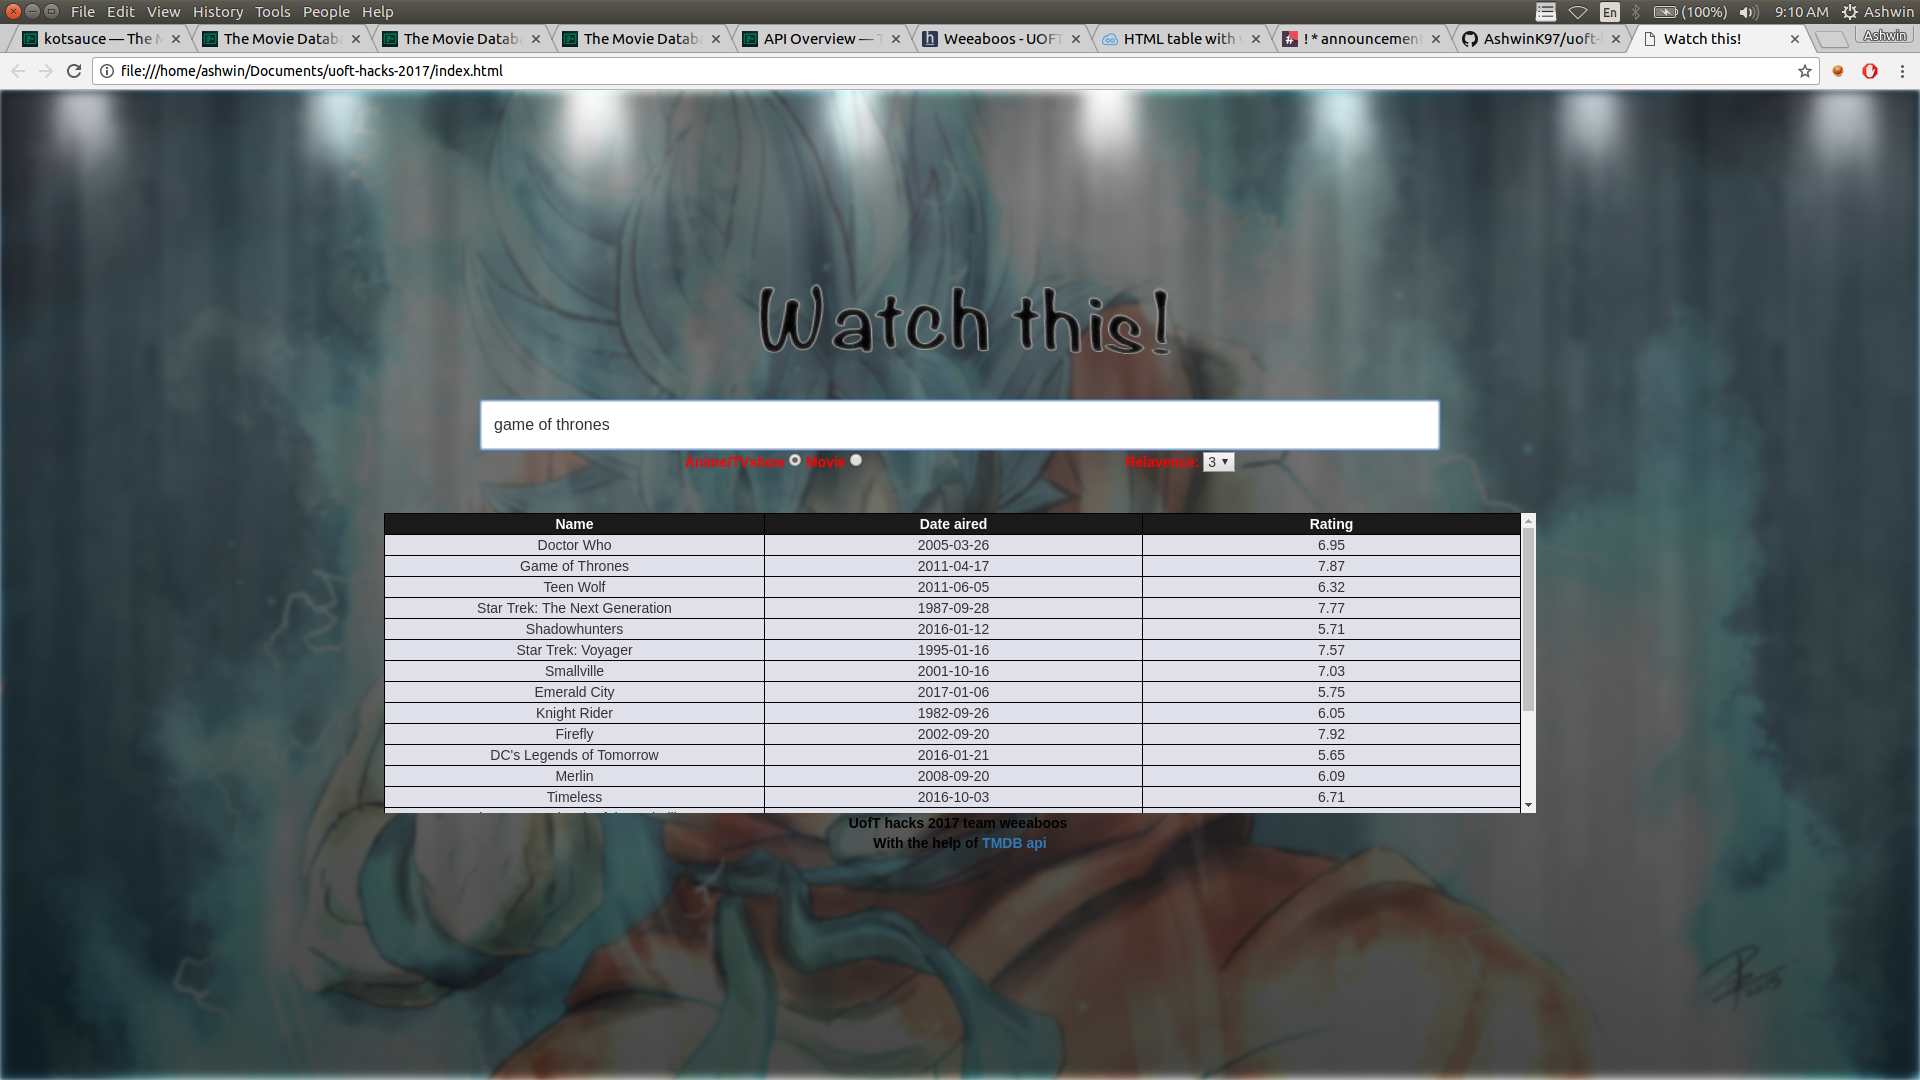 File Edit View History Tools People Help
En (100%) 9:10 AM Ashwin
kotsauce — The M The Movie Databa The Movie Databa The Movie Databa API Overview — T Weeaboos - UOFT HTML table with v ! * announcement AshwinK97/uoft- Watch this! Ashwin
file:///home/ashwin/Documents/uoft-hacks-2017/index.html
Watch this!
game of thrones
Anime/TVshow Movie Relavence: 3
Name Date aired Rating
Doctor Who 2005-03-26 6.95
Game of Thrones 2011-04-17 7.87
Teen Wolf 2011-06-05 6.32
Star Trek: The Next Generation 1987-09-28 7.77
Shadowhunters 2016-01-12 5.71
Star Trek: Voyager 1995-01-16 7.57
Smallville 2001-10-16 7.03
Emerald City 2017-01-06 5.75
Knight Rider 1982-09-26 6.05
Firefly 2002-09-20 7.92
DC's Legends of Tomorrow 2016-01-21 5.65
Merlin 2008-09-20 6.09
Timeless 2016-10-03 6.71
UofT hacks 2017 team weeaboos
With the help of TMDB api
2015